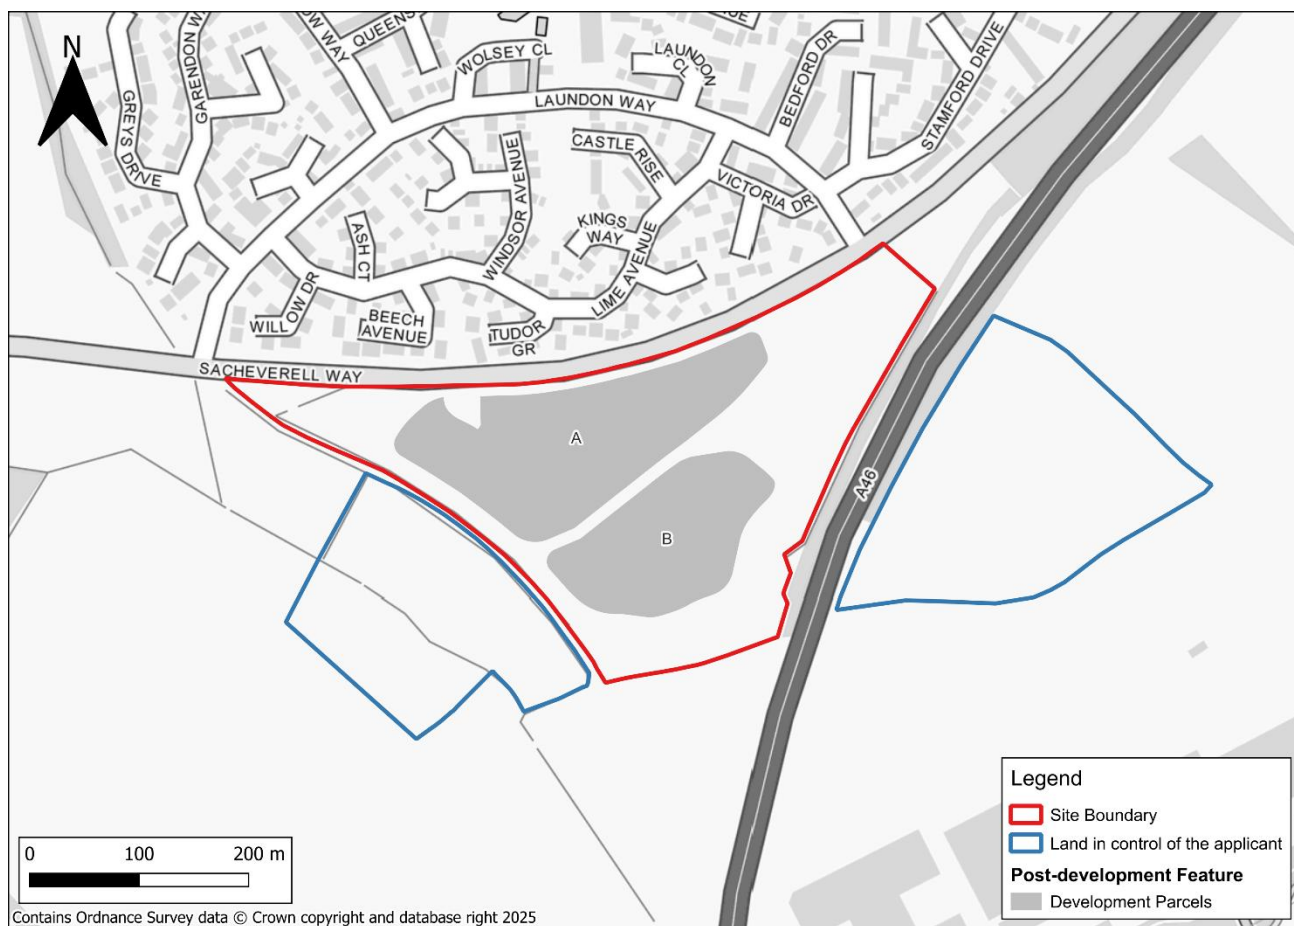 N
GREYS DRIVE
GARENDON W
OW WAY
QUEENS
WOLSEY CL
LAUNDON WAY
LAUNDON
CL
BEDFORD DR
STAMFORD DRIVE
UE
CASTLE RISE
VICTORIA DR
KINGS
WAY
LIME AVENUE
WINDSOR AVENUE
ASH CT
WILLOW DR
BEECH
AVENUE
TUDOR
GR
SACHEVERELL WAY
A
B
A46
Legend
Site Boundary
Land in control of the applicant
Post-development Feature
Development Parcels
0 100 200 m
Contains Ordnance Survey data © Crown copyright and database right 2025